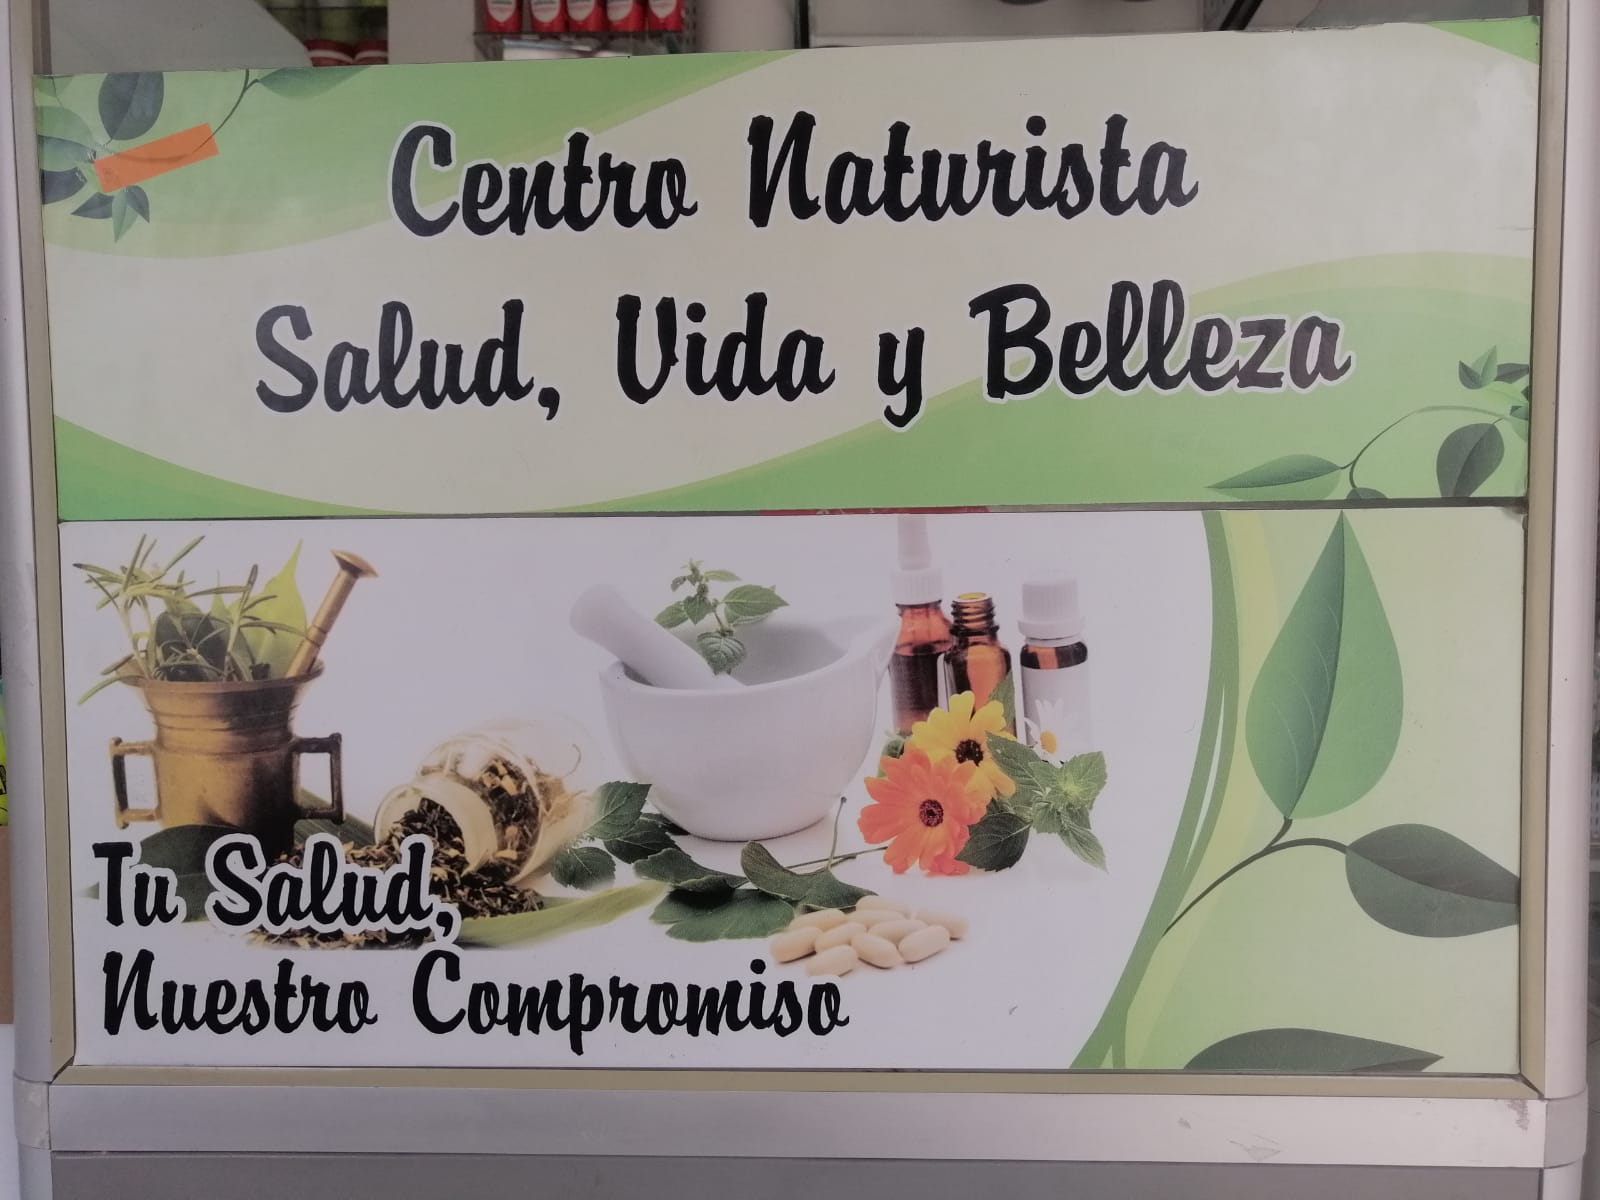 Centro Naturista
Salud, Vida y Belleza
Tu Salud,
Nuestro Compromiso